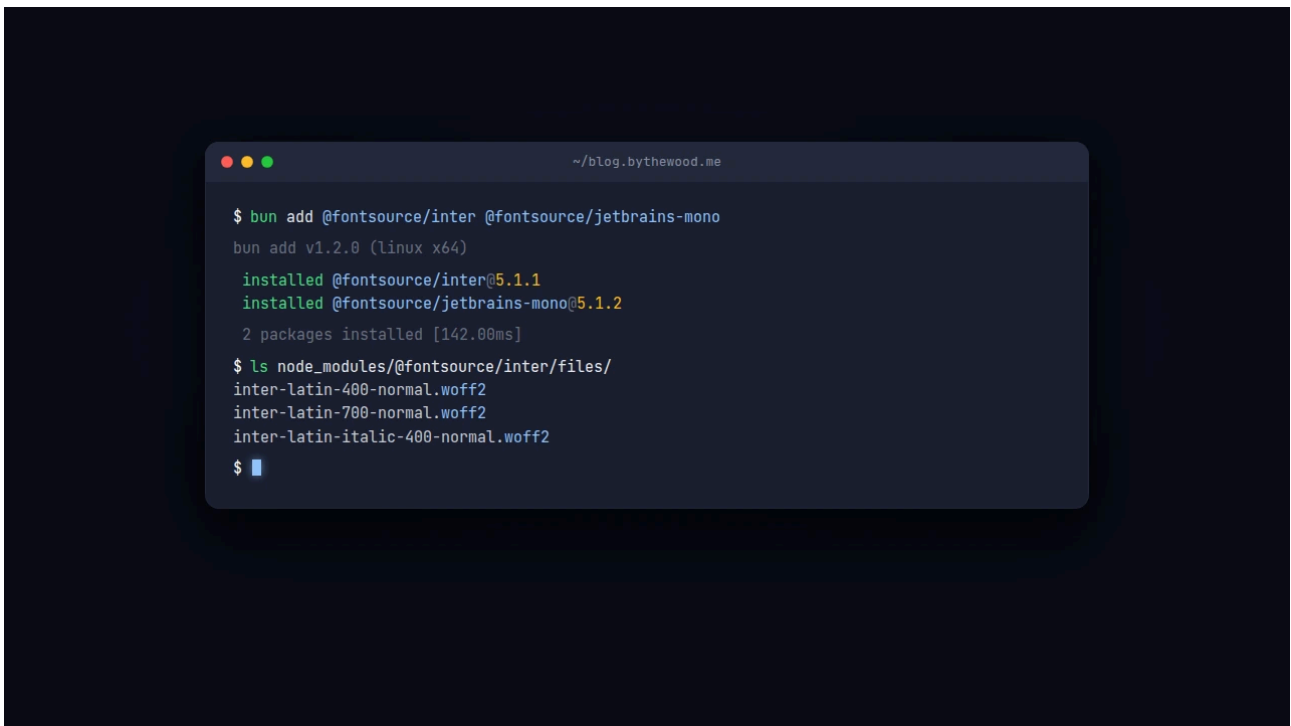 ~/blog.bythewood.me
$ bun add @fontsource/inter @fontsource/jetbrains-mono
bun add v1.2.0 (linux x64)
installed @fontsource/inter@5.1.1
installed @fontsource/jetbrains-mono@5.1.2
2 packages installed [142.00ms]
$ ls node_modules/@fontsource/inter/files/
inter-latin-400-normal.woff2
inter-latin-700-normal.woff2
inter-latin-italic-400-normal.woff2
$